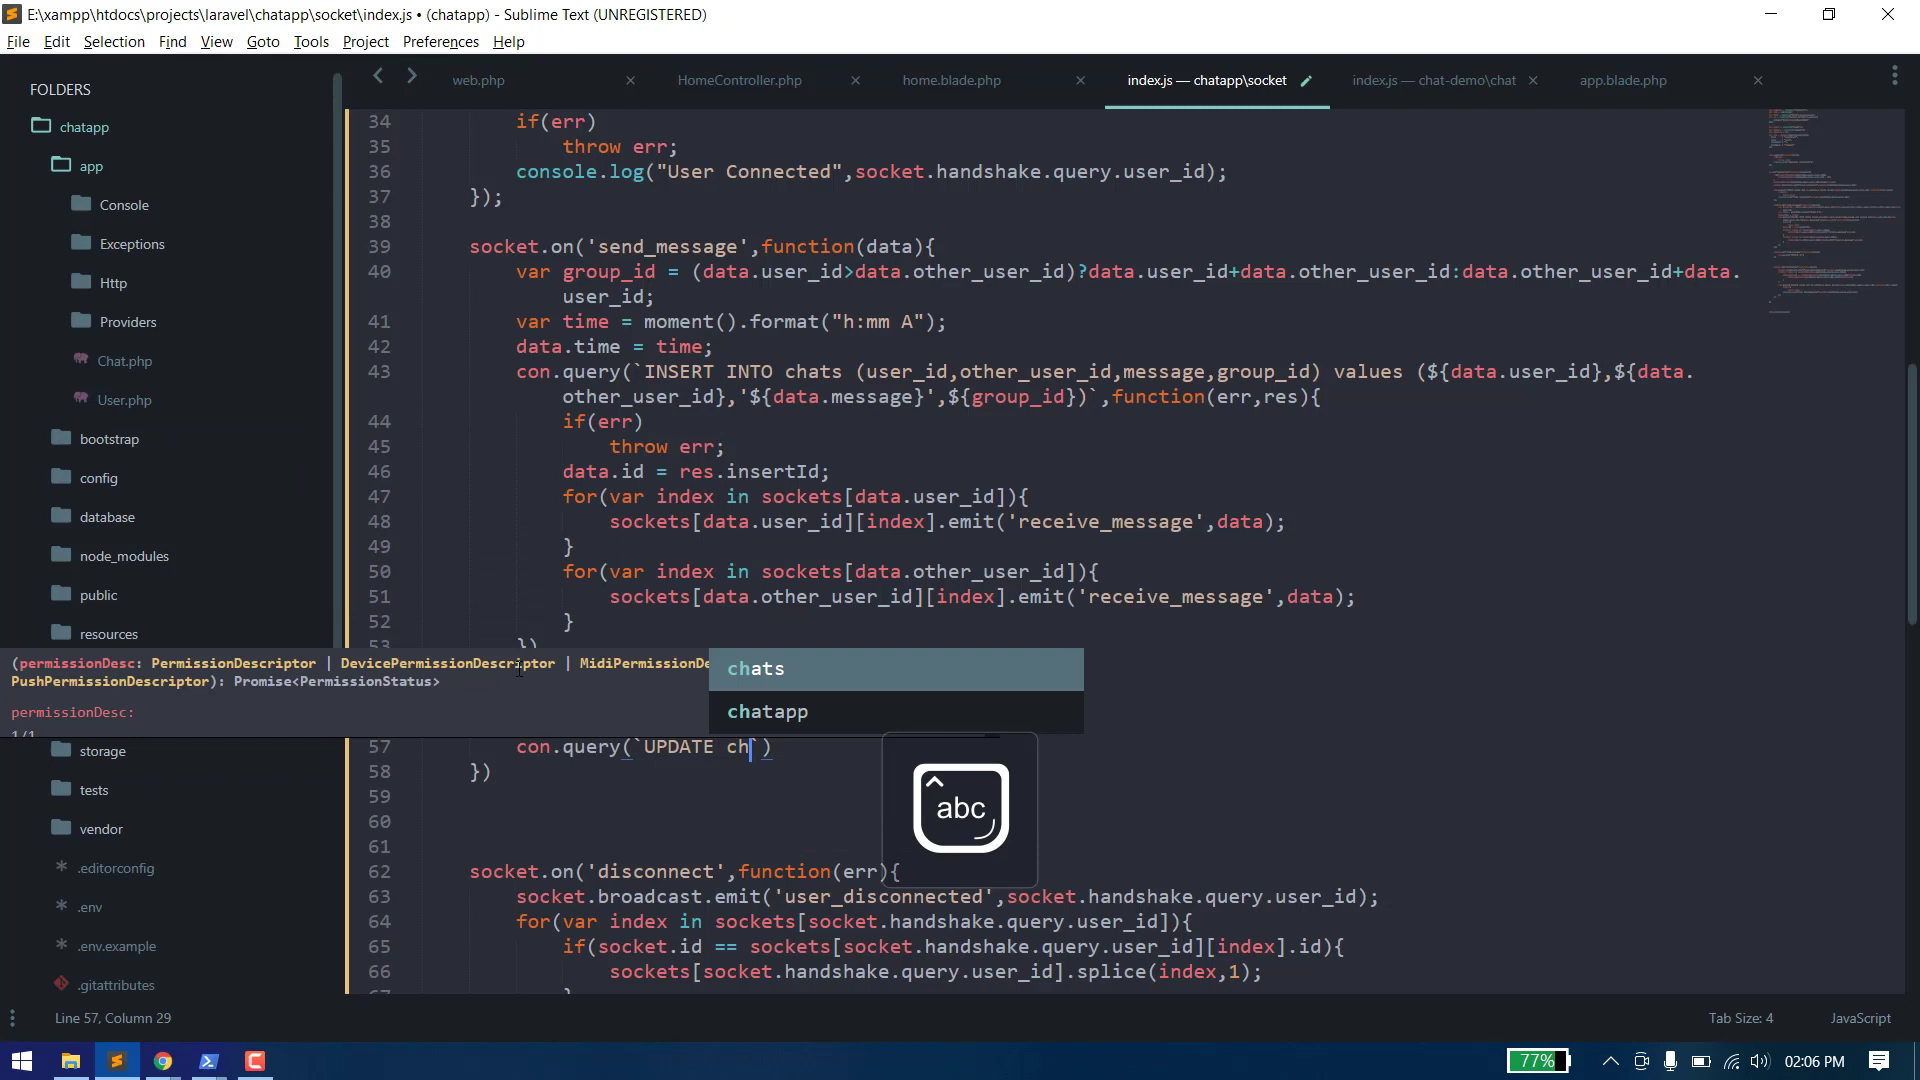 E:\xampp\htdocs\projects\laravel\chatapp\socket\index.js • (chatapp) - Sublime Text (UNREGISTERED)
File Edit Selection Find View Goto Tools Project Preferences Help
FOLDERS
web.php
HomeController.php
home.blade.php
index.js — chatapp\socket
index.js — chat-demo\chat
app.blade.php
chatapp
app
Console
Exceptions
Http
Providers
Chat.php
User.php
bootstrap
config
database
node_modules
public
resources
storage
tests
vendor
.editorconfig
.env
.env.example
.gitattributes
34 if(err)
35 throw err;
36 console.log("User Connected",socket.handshake.query.user_id);
37 });
38
39 socket.on('send_message',function(data){
40 var group_id = (data.user_id>data.other_user_id)?data.user_id+data.other_user_id:data.other_user_id+data.
user_id;
41 var time = moment().format("h:mm A");
42 data.time = time;
43 con.query(`INSERT INTO chats (user_id,other_user_id,message,group_id) values (${data.user_id},${data.
other_user_id},'${data.message}',${group_id})`,function(err,res){
44 if(err)
45 throw err;
46 data.id = res.insertId;
47 for(var index in sockets[data.user_id]){
48 sockets[data.user_id][index].emit('receive_message',data);
49 }
50 for(var index in sockets[data.other_user_id]){
51 sockets[data.other_user_id][index].emit('receive_message',data);
52 }
53 })
(permissionDesc: PermissionDescriptor | DevicePermissionDescriptor | MidiPermissionDe
PushPermissionDescriptor): Promise<PermissionStatus>
permissionDesc:
1/1
chats
chatapp
57 con.query(`UPDATE ch`)
58 })
59
60
61
62 socket.on('disconnect',function(err){
63 socket.broadcast.emit('user_disconnected',socket.handshake.query.user_id);
64 for(var index in sockets[socket.handshake.query.user_id]){
65 if(socket.id == sockets[socket.handshake.query.user_id][index].id){
66 sockets[socket.handshake.query.user_id].splice(index,1);
67 }
abc
Line 57, Column 29
Tab Size: 4
JavaScript
77%
02:06 PM